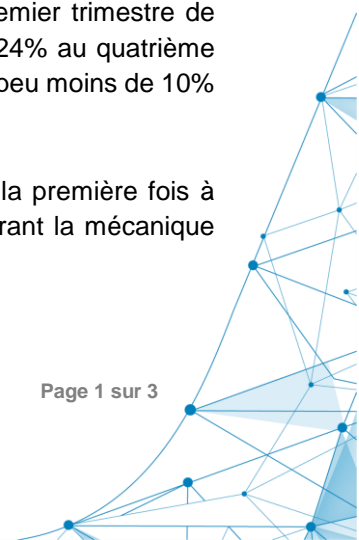 emier trimestre de
24% au quatrième
peu moins de 10%
la première fois à
rant la mécanique
Page 1 sur 3